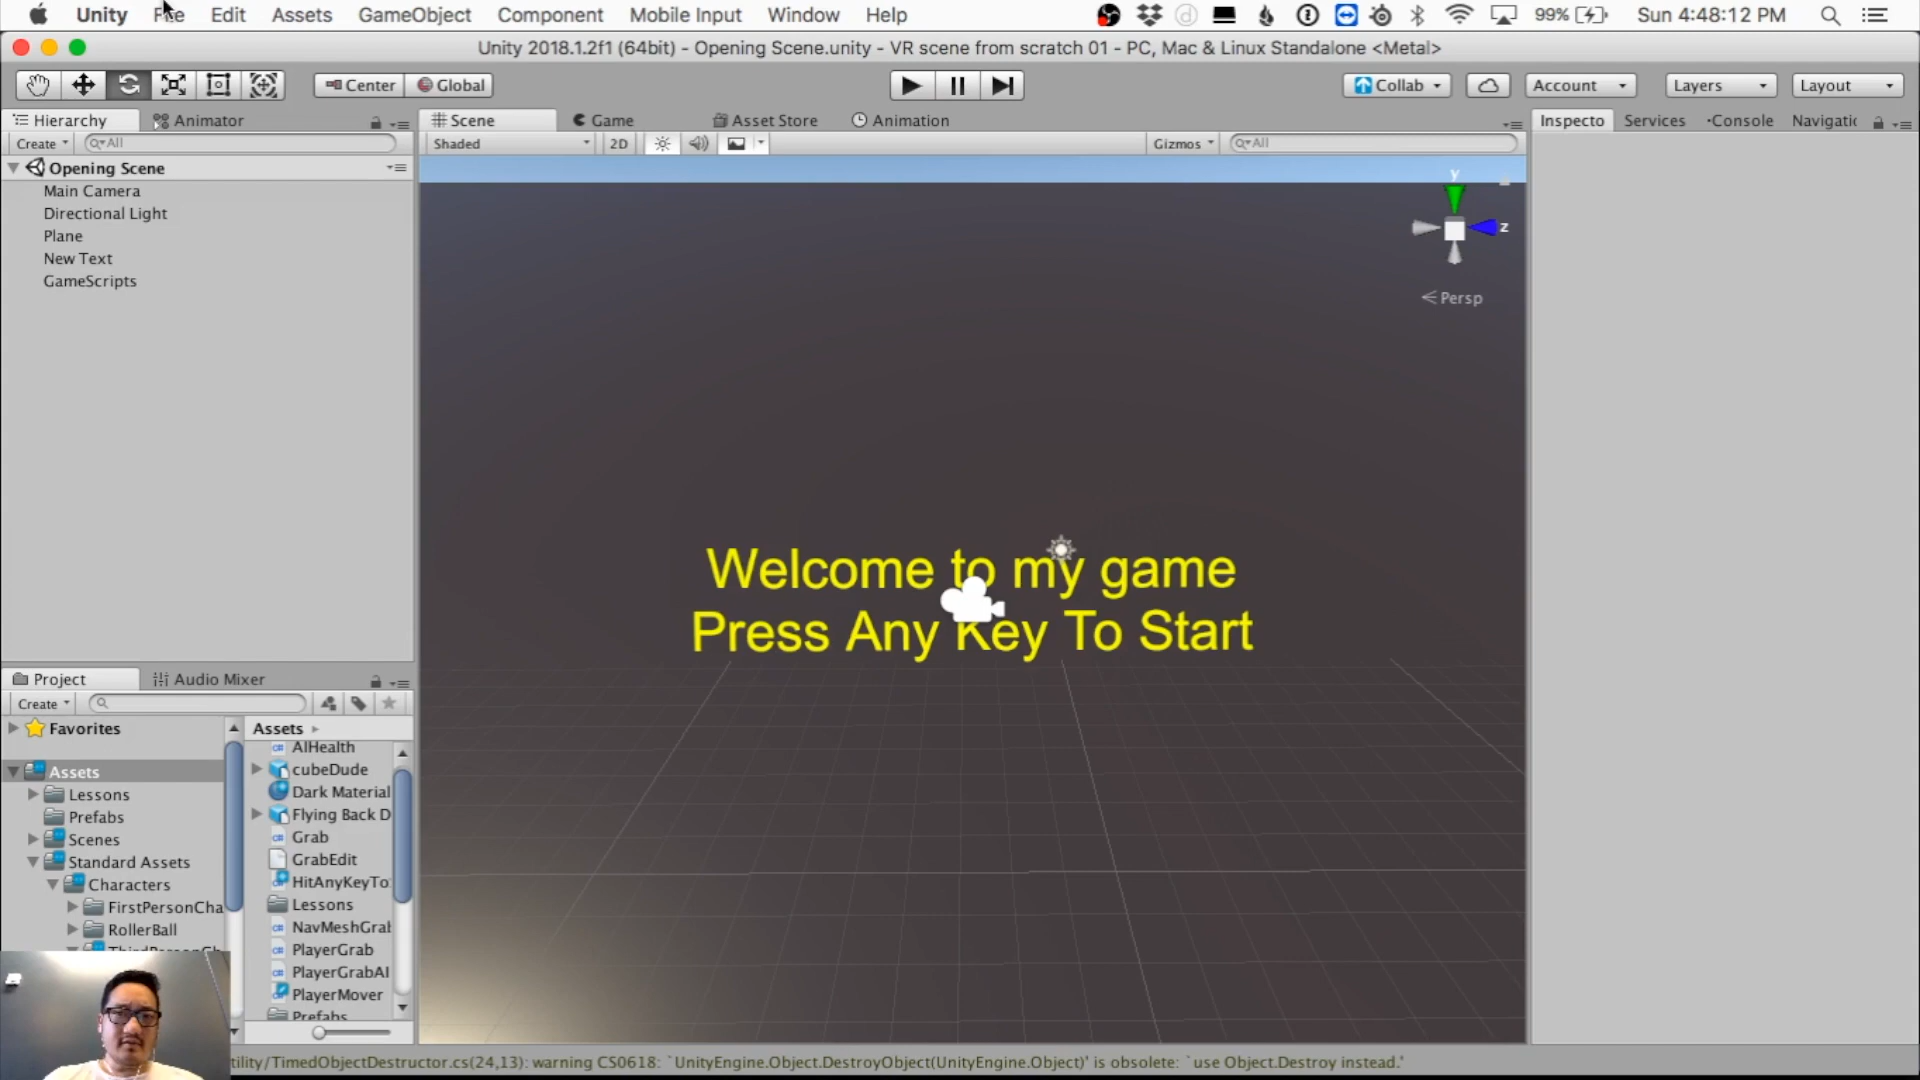 Unity File Edit Assets GameObject Component Mobile Input Window Help 99% Sun 4:48:12 PM
Unity 2018.1.2f1 (64bit) - Opening Scene.unity - VR scene from scratch 01 - PC, Mac & Linux Standalone <Metal>
Center Global Collab Account Layers Layout
Hierarchy Animator Scene Game Asset Store Animation Inspecto Services Console Navigatic
Create All Shaded 2D Gizmos All
Opening Scene
Main Camera
Directional Light
Plane
New Text
GameScripts
y
z
Persp
Welcome to my game
Press Any Key To Start
Project Audio Mixer
Create
Favorites
Assets
Lessons
Prefabs
Scenes
Standard Assets
Characters
FirstPersonCha
RollerBall
Assets
AIHealth
cubeDude
Dark Material
Flying Back D
Grab
GrabEdit
HitAnyKeyTo
Lessons
NavMeshGral
PlayerGrab
PlayerGrabAI
PlayerMover
Prefabs
tility/TimedObjectDestructor.cs(24,13): warning CS0618: `UnityEngine.Object.DestroyObject(UnityEngine.Object)' is obsolete: `use Object.Destroy instead.'